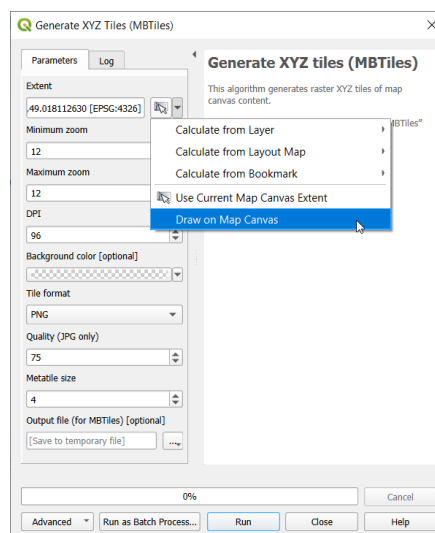 Generate XYZ Tiles (MBTiles)
Parameters
Log
Extent
,49.018112630 [EPSG:4326]
Minimum zoom
12
Maximum zoom
12
DPI
96
Background color [optional]
Tile format
PNG
Quality (JPG only)
75
Metatile size
4
Output file (for MBTiles) [optional]
[Save to temporary file]
...
Generate XYZ tiles (MBTiles)
This algorithm generates raster XYZ tiles of map
canvas content.
MBTiles"
Calculate from Layer
Calculate from Layout Map
Calculate from Bookmark
Use Current Map Canvas Extent
Draw on Map Canvas
0%
Cancel
Advanced
Run as Batch Process...
Run
Close
Help